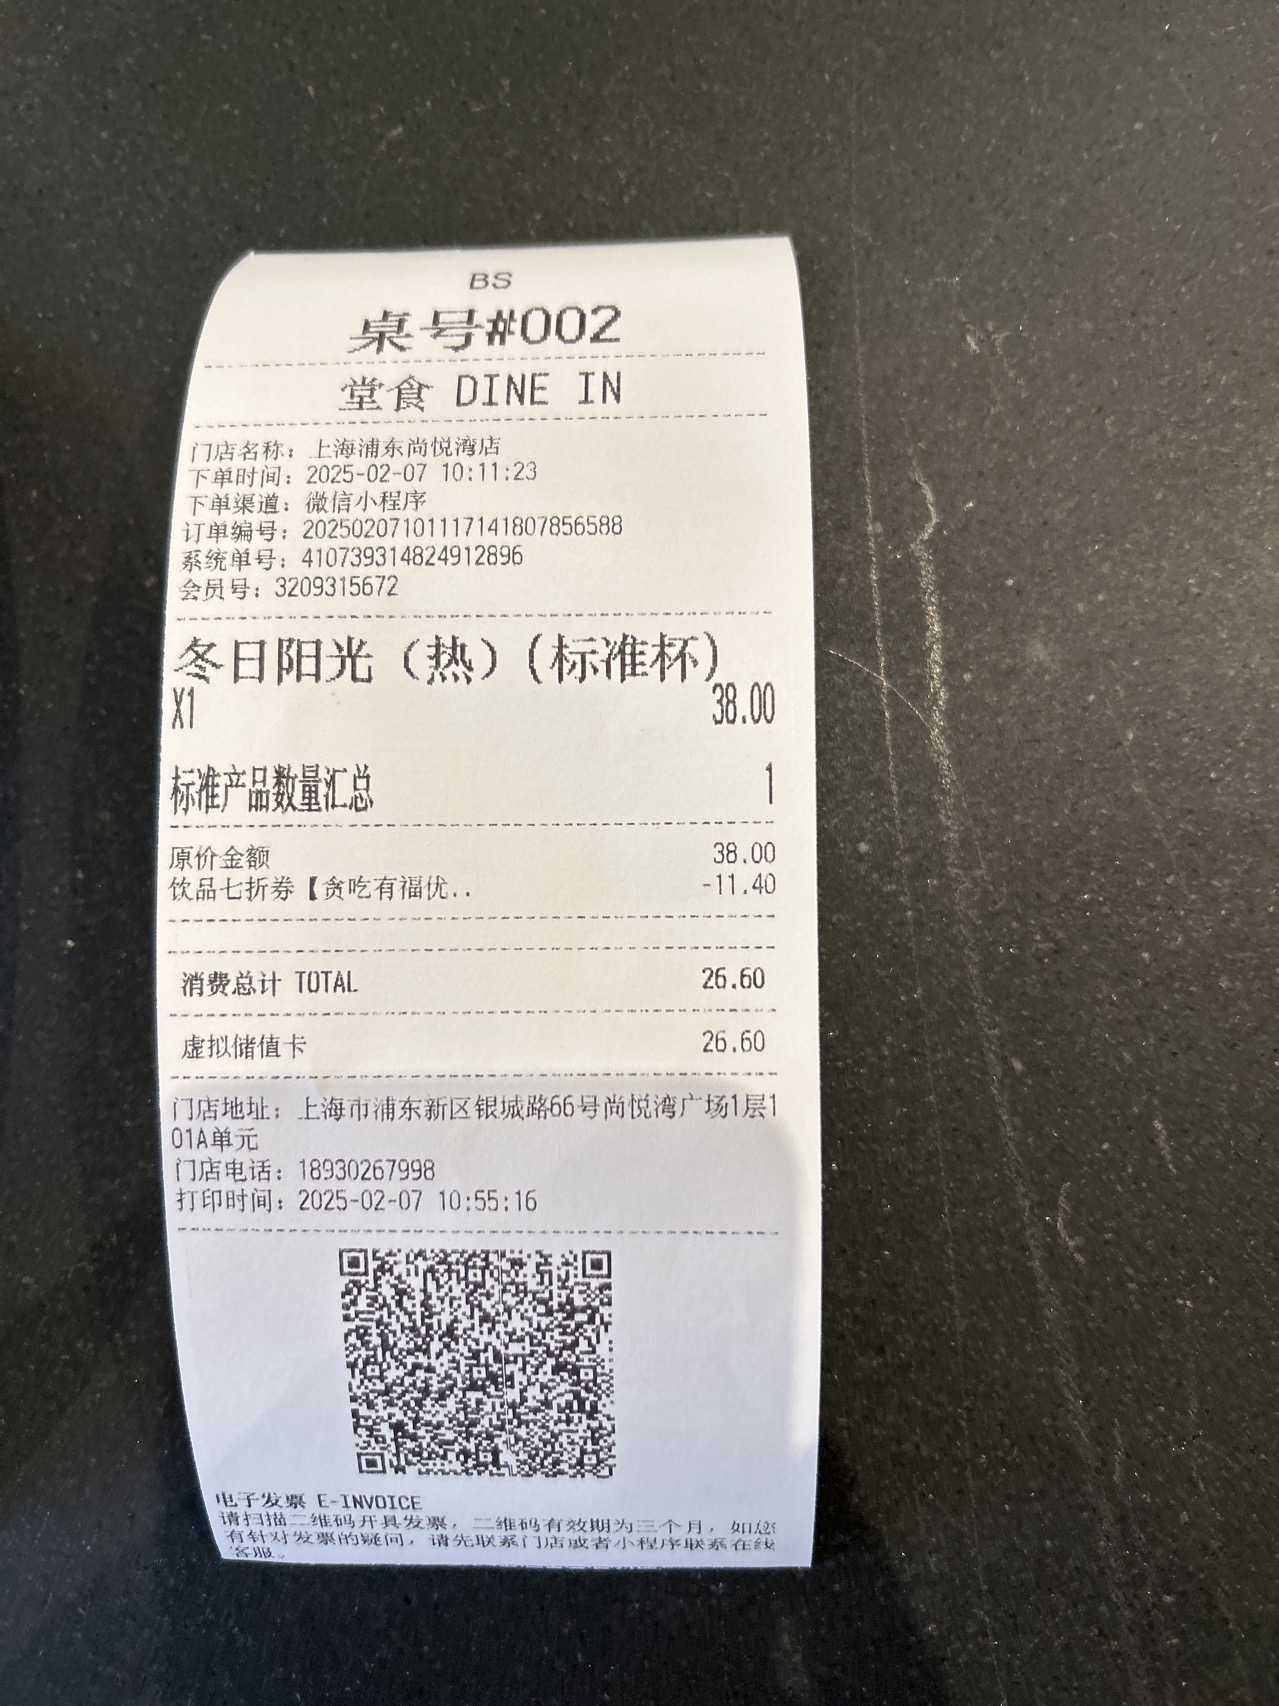 BS
桌号#002
堂食 DINE IN
门店名称：上海浦东尚悦湾店
下单时间：2025-02-07 10:11:23
下单渠道：微信小程序
订单编号：20250207101117141807856588
系统单号：410739314824912896
会员号：3209315672
冬日阳光（热）(标准杯)
X1 38.00
标准产品数量汇总 1
原价金额 38.00
饮品七折券【贪吃有福优.. -11.40
消费总计 TOTAL 26.60
虚拟储值卡 26.60
门店地址：上海市浦东新区银城路66号尚悦湾广场1层1
01A单元
门店电话：18930267998
打印时间：2025-02-07 10:55:16
电子发票 E-INVOICE
请扫描二维码开具发票，二维码有效期为三个月，如您
有针对发票的疑问，请先联系门店或者小程序联系在线
客服。